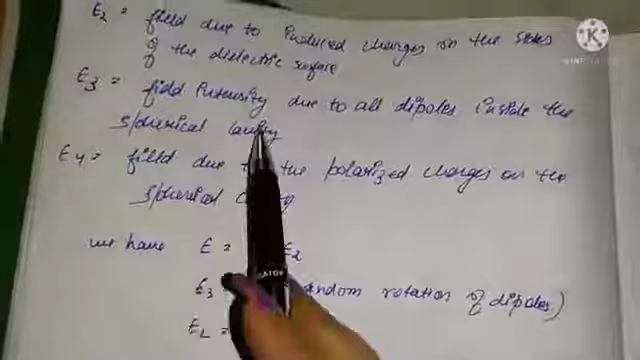 E2 = field due to Induced charges on the sides
of the dielectric surface
E3 = field Intensity due to all dipoles inside the
spherical cavity
E4 = field due to the polarized charges on the
spherical
we have E = E2
E3 random rotation of dipoles)
EL =
KINEMASTER